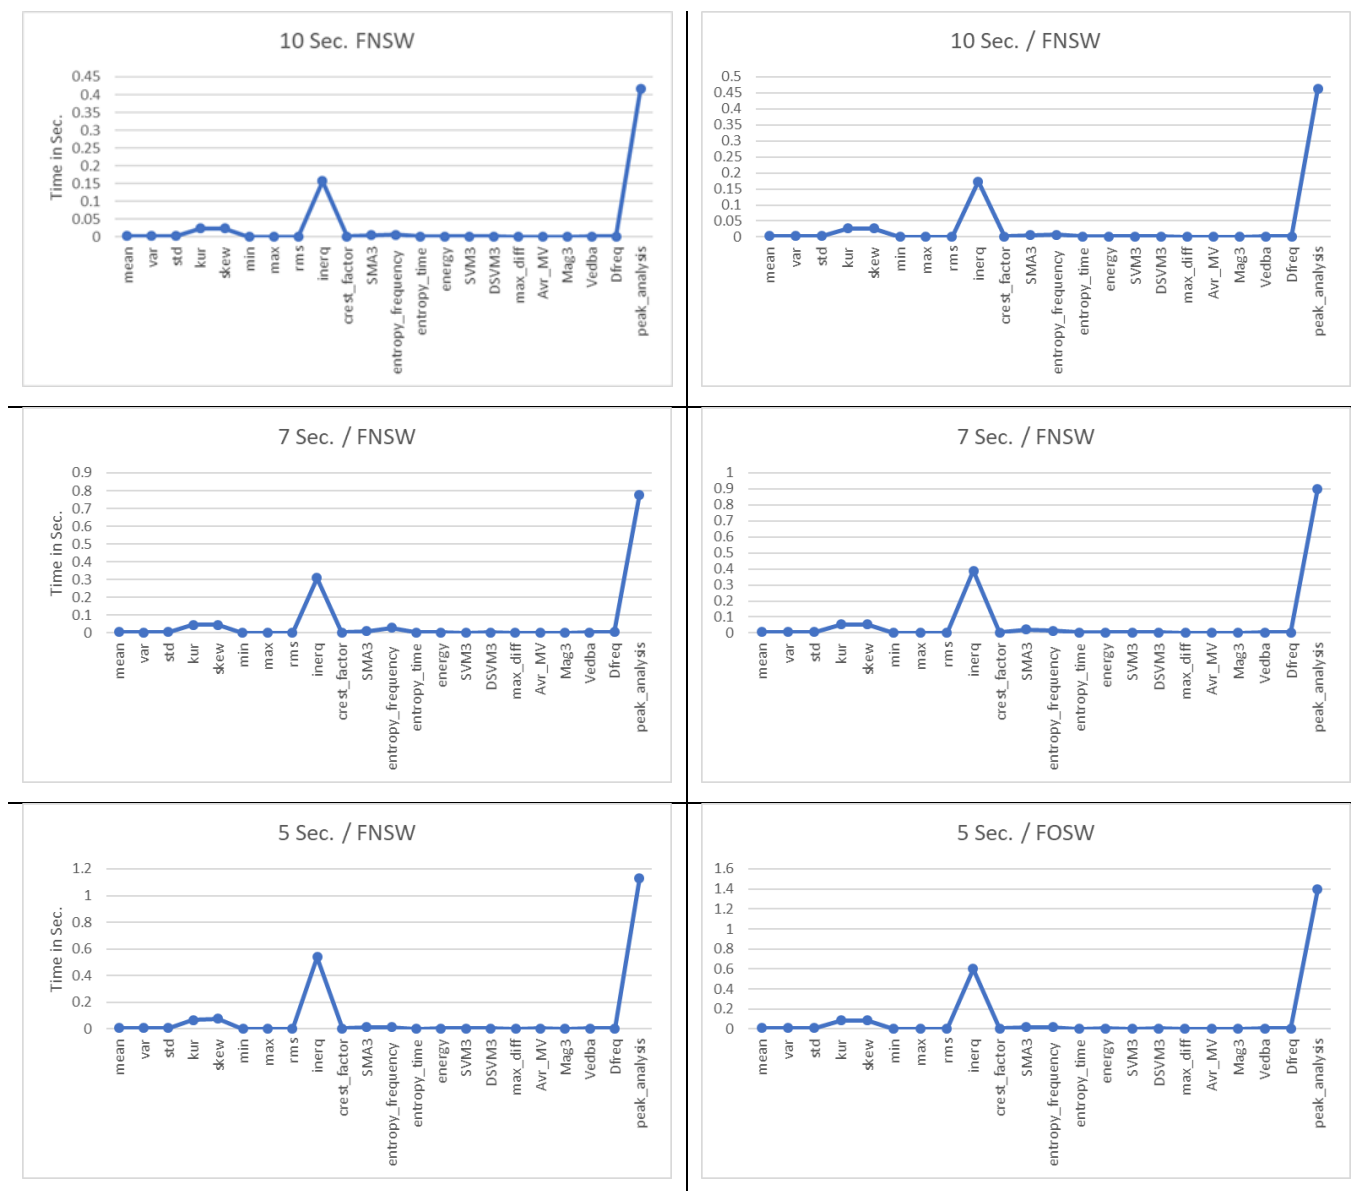 10 Sec. FNSW
Time in Sec.
0.45
0.4
0.35
0.3
0.25
0.2
0.15
0.1
0.05
0
mean
var
std
kur
skew
min
max
rms
inerq
crest_factor
SMA3
entropy_frequency
entropy_time
energy
SVM3
DSVM3
max_diff
Avr_MV
Mag3
Vedba
Dfreq
peak_analysis
10 Sec. / FNSW
0.5
0.45
0.4
0.35
0.3
0.25
0.2
0.15
0.1
0.05
0
mean
var
std
kur
skew
min
max
rms
inerq
crest_factor
SMA3
entropy_frequency
entropy_time
energy
SVM3
DSVM3
max_diff
Avr_MV
Mag3
Vedba
Dfreq
peak_analysis
7 Sec. / FNSW
Time in Sec.
0.9
0.8
0.7
0.6
0.5
0.4
0.3
0.2
0.1
0
mean
var
std
kur
skew
min
max
rms
inerq
crest_factor
SMA3
entropy_frequency
entropy_time
energy
SVM3
DSVM3
max_diff
Avr_MV
Mag3
Vedba
Dfreq
peak_analysis
7 Sec. / FNSW
1
0.9
0.8
0.7
0.6
0.5
0.4
0.3
0.2
0.1
0
mean
var
std
kur
skew
min
max
rms
inerq
crest_factor
SMA3
entropy_frequency
entropy_time
energy
SVM3
DSVM3
max_diff
Avr_MV
Mag3
Vedba
Dfreq
peak_analysis
5 Sec. / FNSW
Time in Sec.
1.2
1
0.8
0.6
0.4
0.2
0
mean
var
std
kur
skew
min
max
rms
inerq
crest_factor
SMA3
entropy_frequency
entropy_time
energy
SVM3
DSVM3
max_diff
Avr_MV
Mag3
Vedba
Dfreq
peak_analysis
5 Sec. / FOSW
1.6
1.4
1.2
1
0.8
0.6
0.4
0.2
0
mean
var
std
kur
skew
min
max
rms
inerq
crest_factor
SMA3
entropy_frequency
entropy_time
energy
SVM3
DSVM3
max_diff
Avr_MV
Mag3
Vedba
Dfreq
peak_analysis